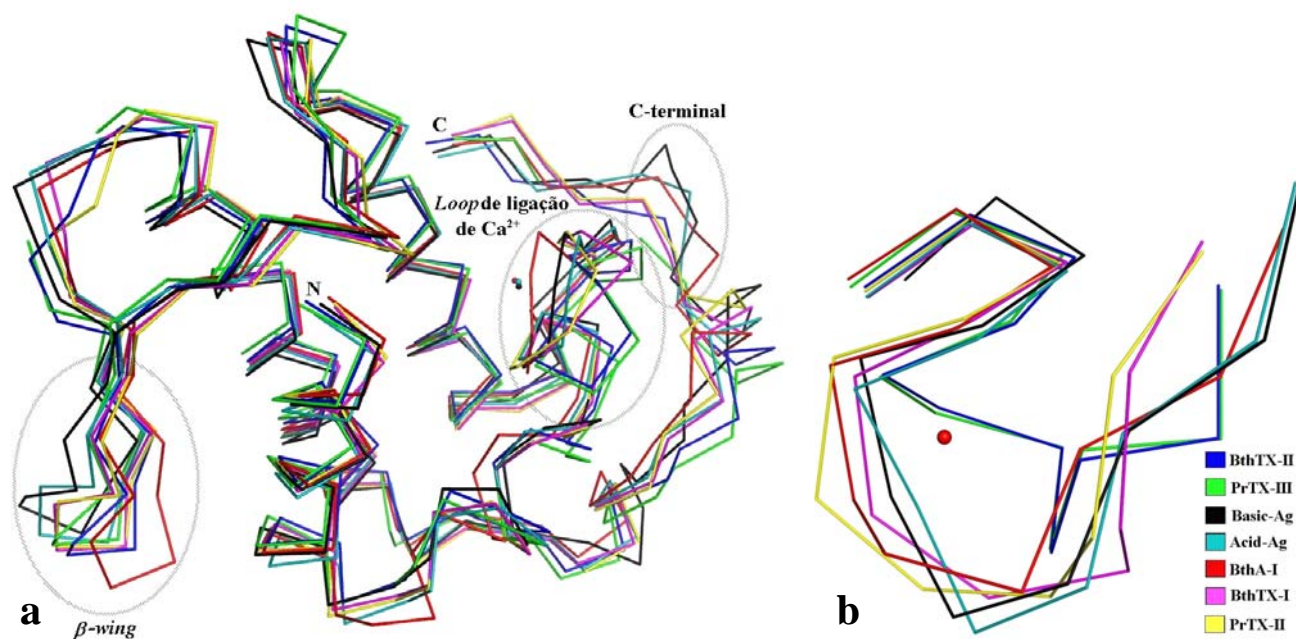 C-terminal
C
Loop de ligação
de Ca²⁺
N
β-wing
a
b
BthTX-II
PrTX-III
Basic-Ag
Acid-Ag
BthA-I
BthTX-I
PrTX-II